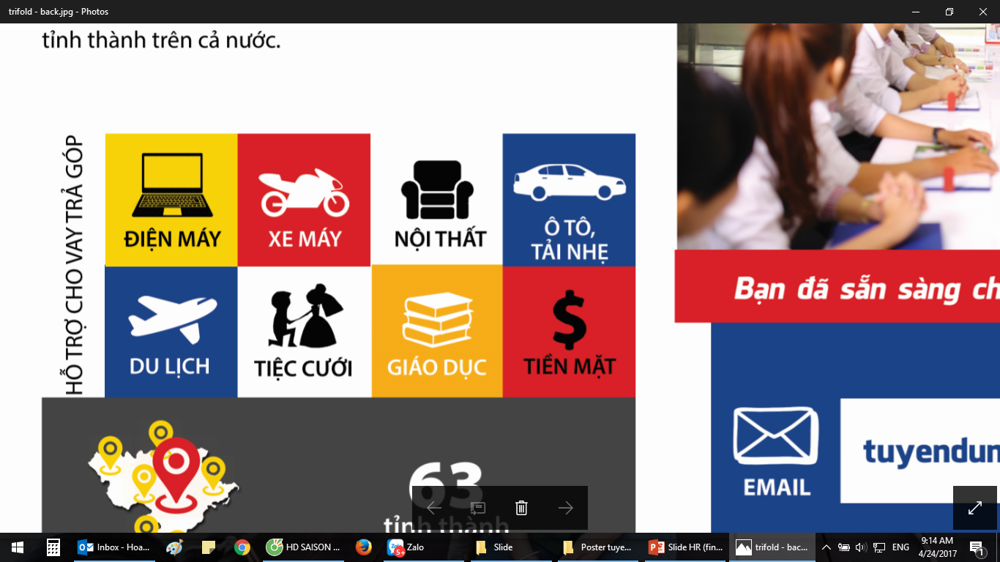 trifold - back.jpg - Photos
tỉnh thành trên cả nước.
HỖ TRỢ CHO VAY TRẢ GÓP
ĐIỆN MÁY
XE MÁY
NỘI THẤT
Ô TÔ,
TẢI NHẸ
DU LỊCH
TIỆC CƯỚI
GIÁO DỤC
$
TIỀN MẶT
63
tỉnh thành
Bạn đã sẵn sàng ch
EMAIL
tuyendun
Inbox - Hoa...
HD SAISON ...
Zalo
5+
Zalo
Slide
Poster tuye...
Slide HR (fin...
trifold - bac...
ENG
9:14 AM
4/24/2017
1